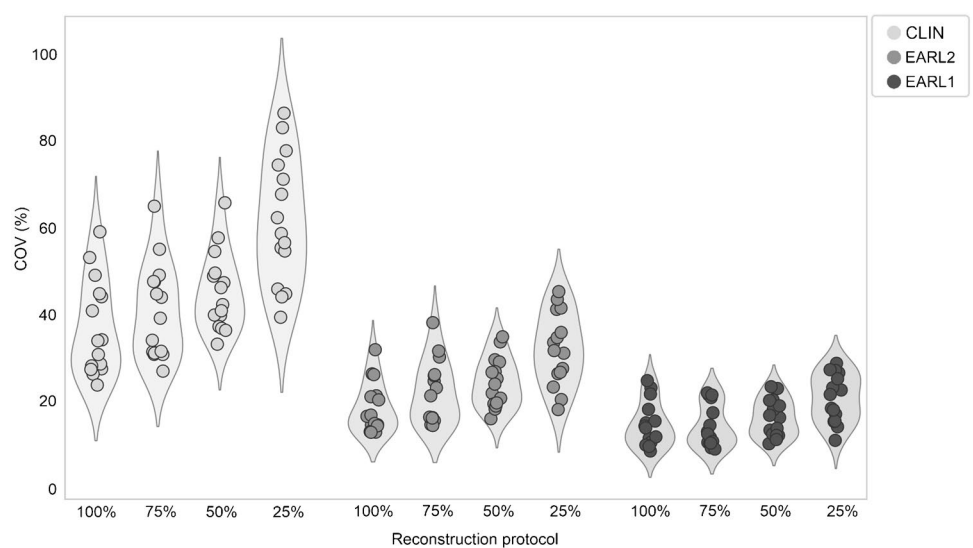 CLIN
EARL2
EARL1
COV (%)
100
80
60
40
20
0
100% 75% 50% 25% 100% 75% 50% 25% 100% 75% 50% 25%
Reconstruction protocol